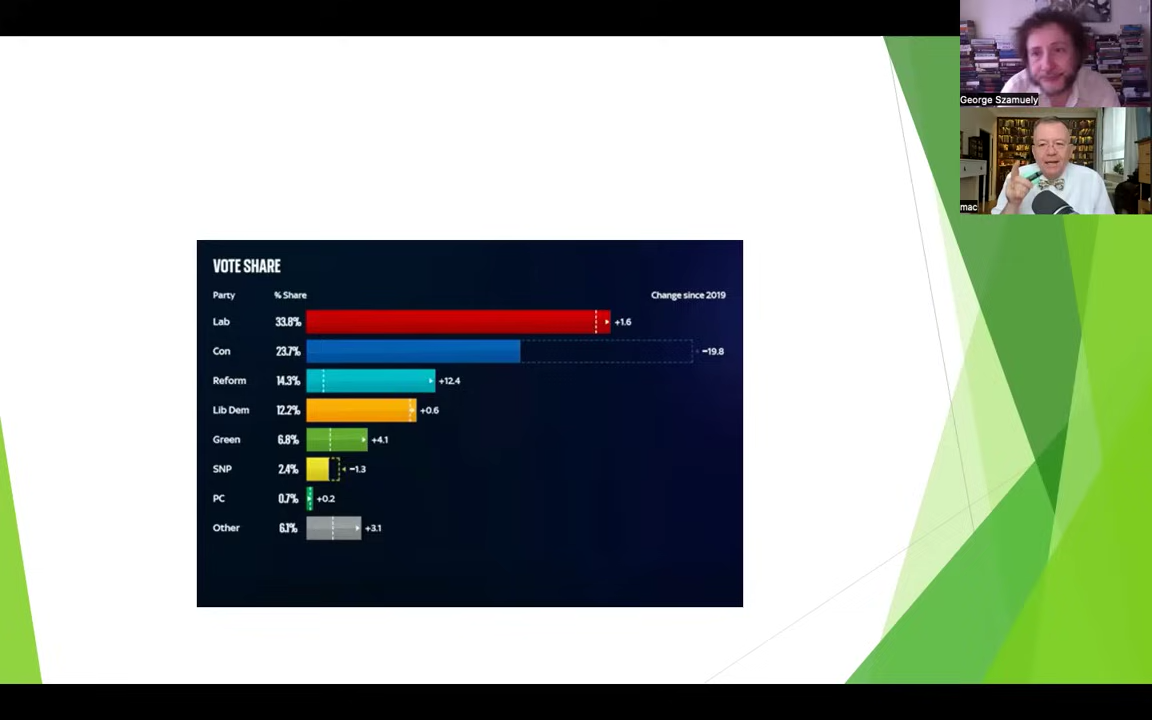 George Szamuely
mac
VOTE SHARE
Party % Share Change since 2019
Lab 33.8% +1.6
Con 23.7% -19.8
Reform 14.3% +12.4
Lib Dem 12.2% +0.6
Green 6.8% +4.1
SNP 2.4% -1.3
PC 0.7% +0.2
Other 6.1% +3.1